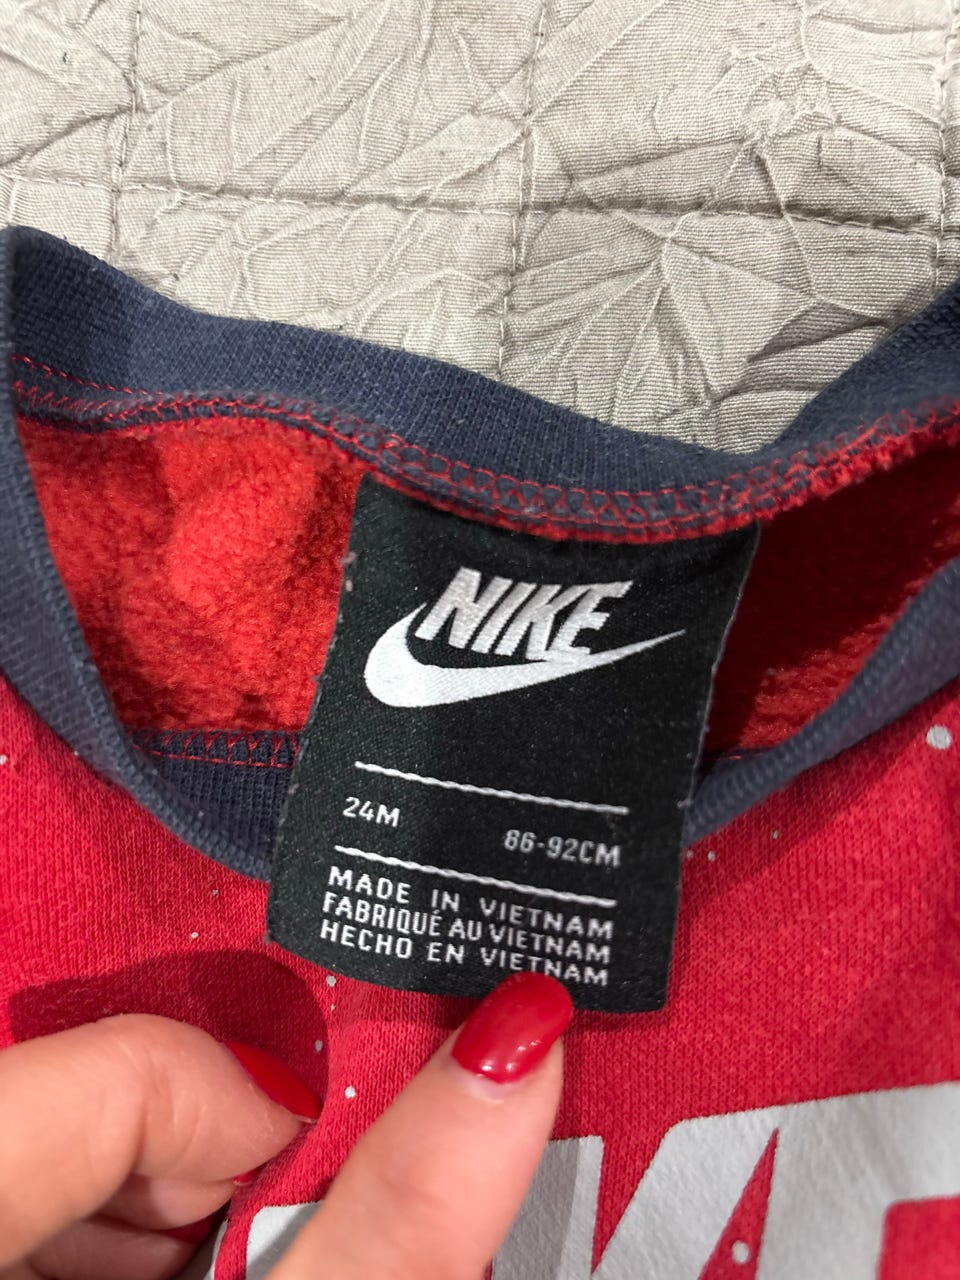 NIKE
24M
86-92CM
MADE IN VIETNAM
FABRIQUÉ AU VIETNAM
HECHO EN VIETNAM